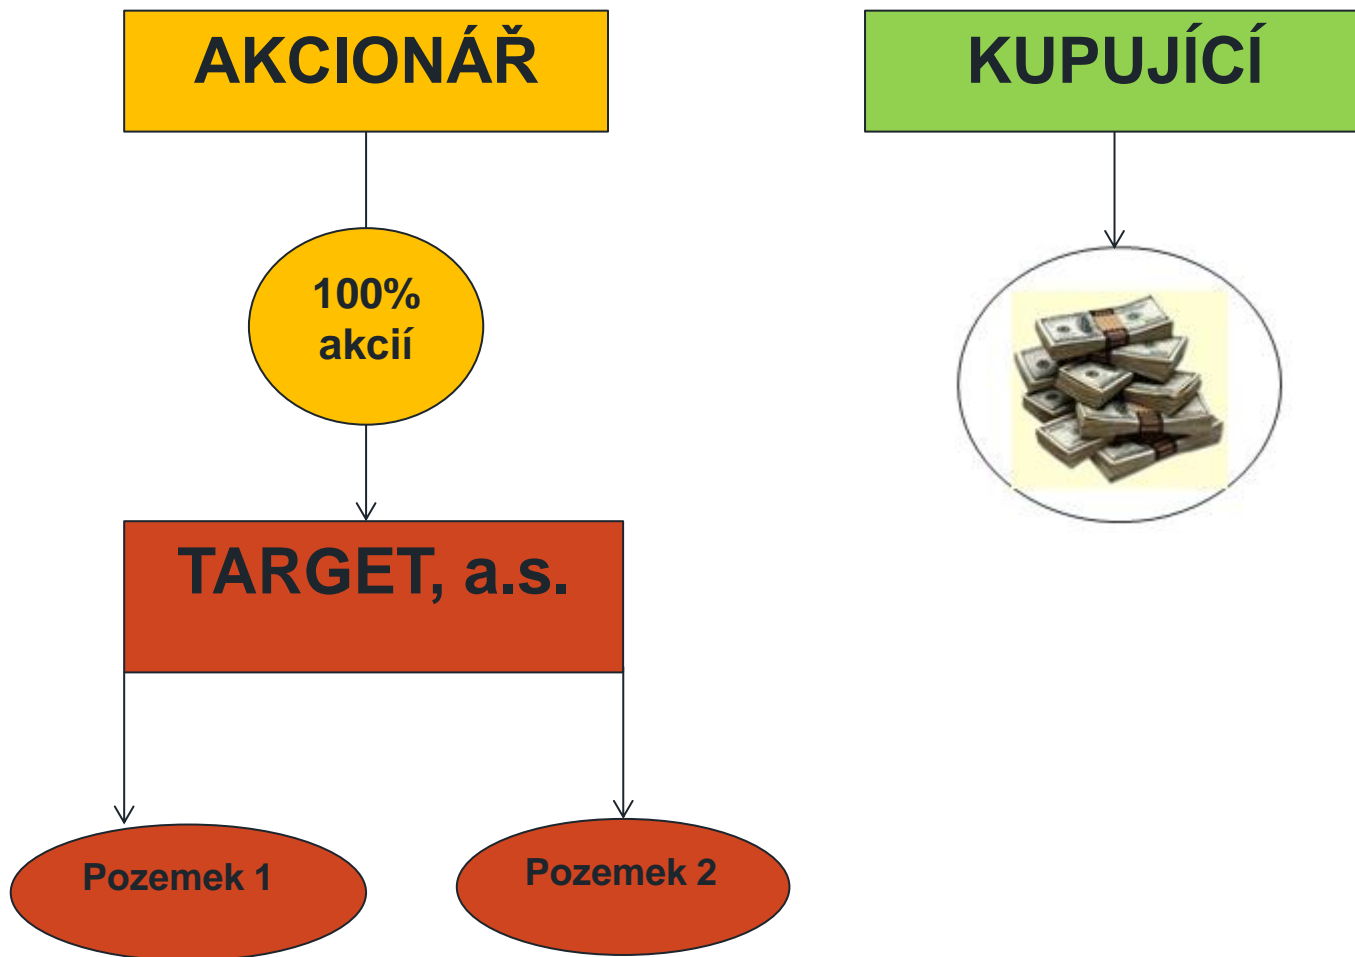 AKCIONÁŘ
KUPUJÍCÍ
100%
akcií
TARGET, a.s.
Pozemek 1
Pozemek 2